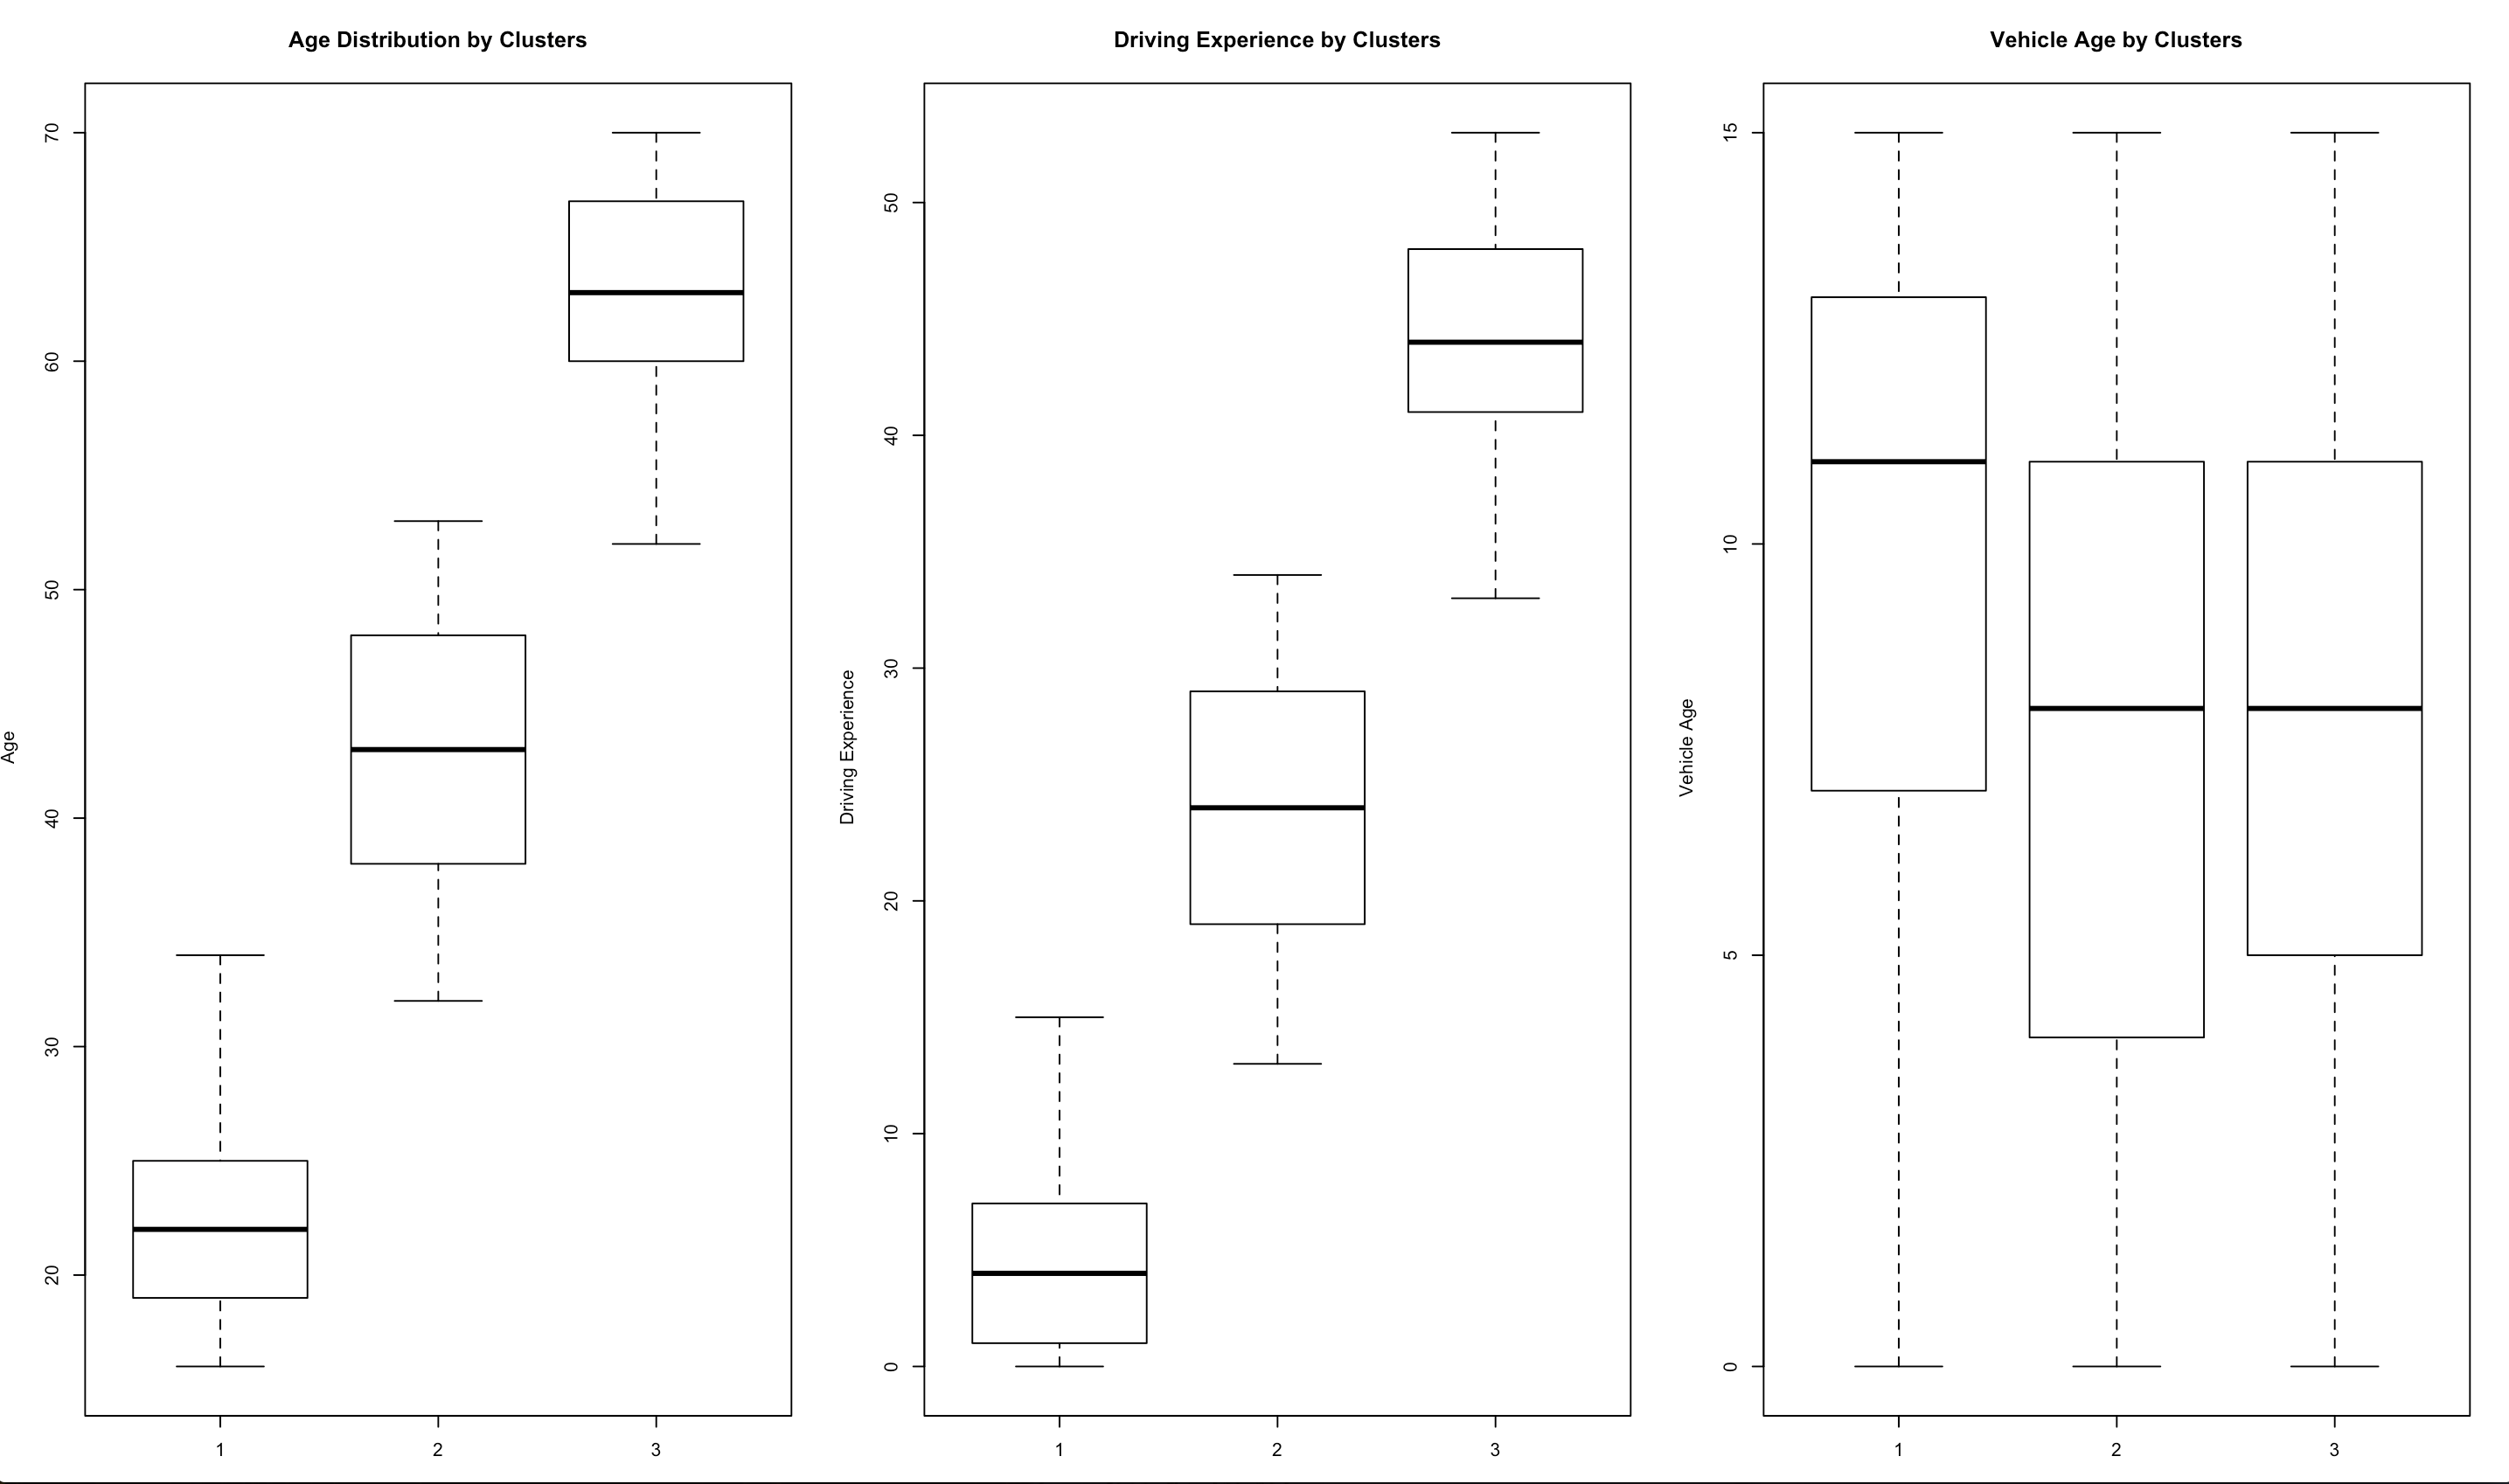 Age Distribution by Clusters
Age
70
60
50
40
30
20
1 2 3
Driving Experience by Clusters
Driving Experience
50
40
30
20
10
0
1 2 3
Vehicle Age by Clusters
Vehicle Age
15
10
5
0
1 2 3